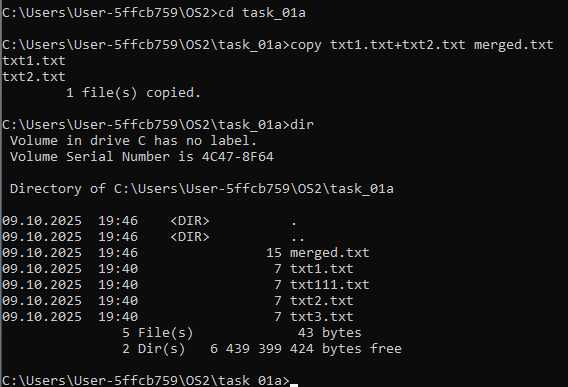 C:\Users\User-5ffcb759\OS2>cd task_01a
C:\Users\User-5ffcb759\OS2\task_01a>copy txt1.txt+txt2.txt merged.txt
txt1.txt
txt2.txt
        1 file(s) copied.
C:\Users\User-5ffcb759\OS2\task_01a>dir
 Volume in drive C has no label.
 Volume Serial Number is 4C47-8F64
 Directory of C:\Users\User-5ffcb759\OS2\task_01a
09.10.2025  19:46    <DIR>          .
09.10.2025  19:46    <DIR>          ..
09.10.2025  19:46                15 merged.txt
09.10.2025  19:40                 7 txt1.txt
09.10.2025  19:40                 7 txt111.txt
09.10.2025  19:40                 7 txt2.txt
09.10.2025  19:40                 7 txt3.txt
               5 File(s)             43 bytes
               2 Dir(s)   6 439 399 424 bytes free
C:\Users\User-5ffcb759\OS2\task_01a>